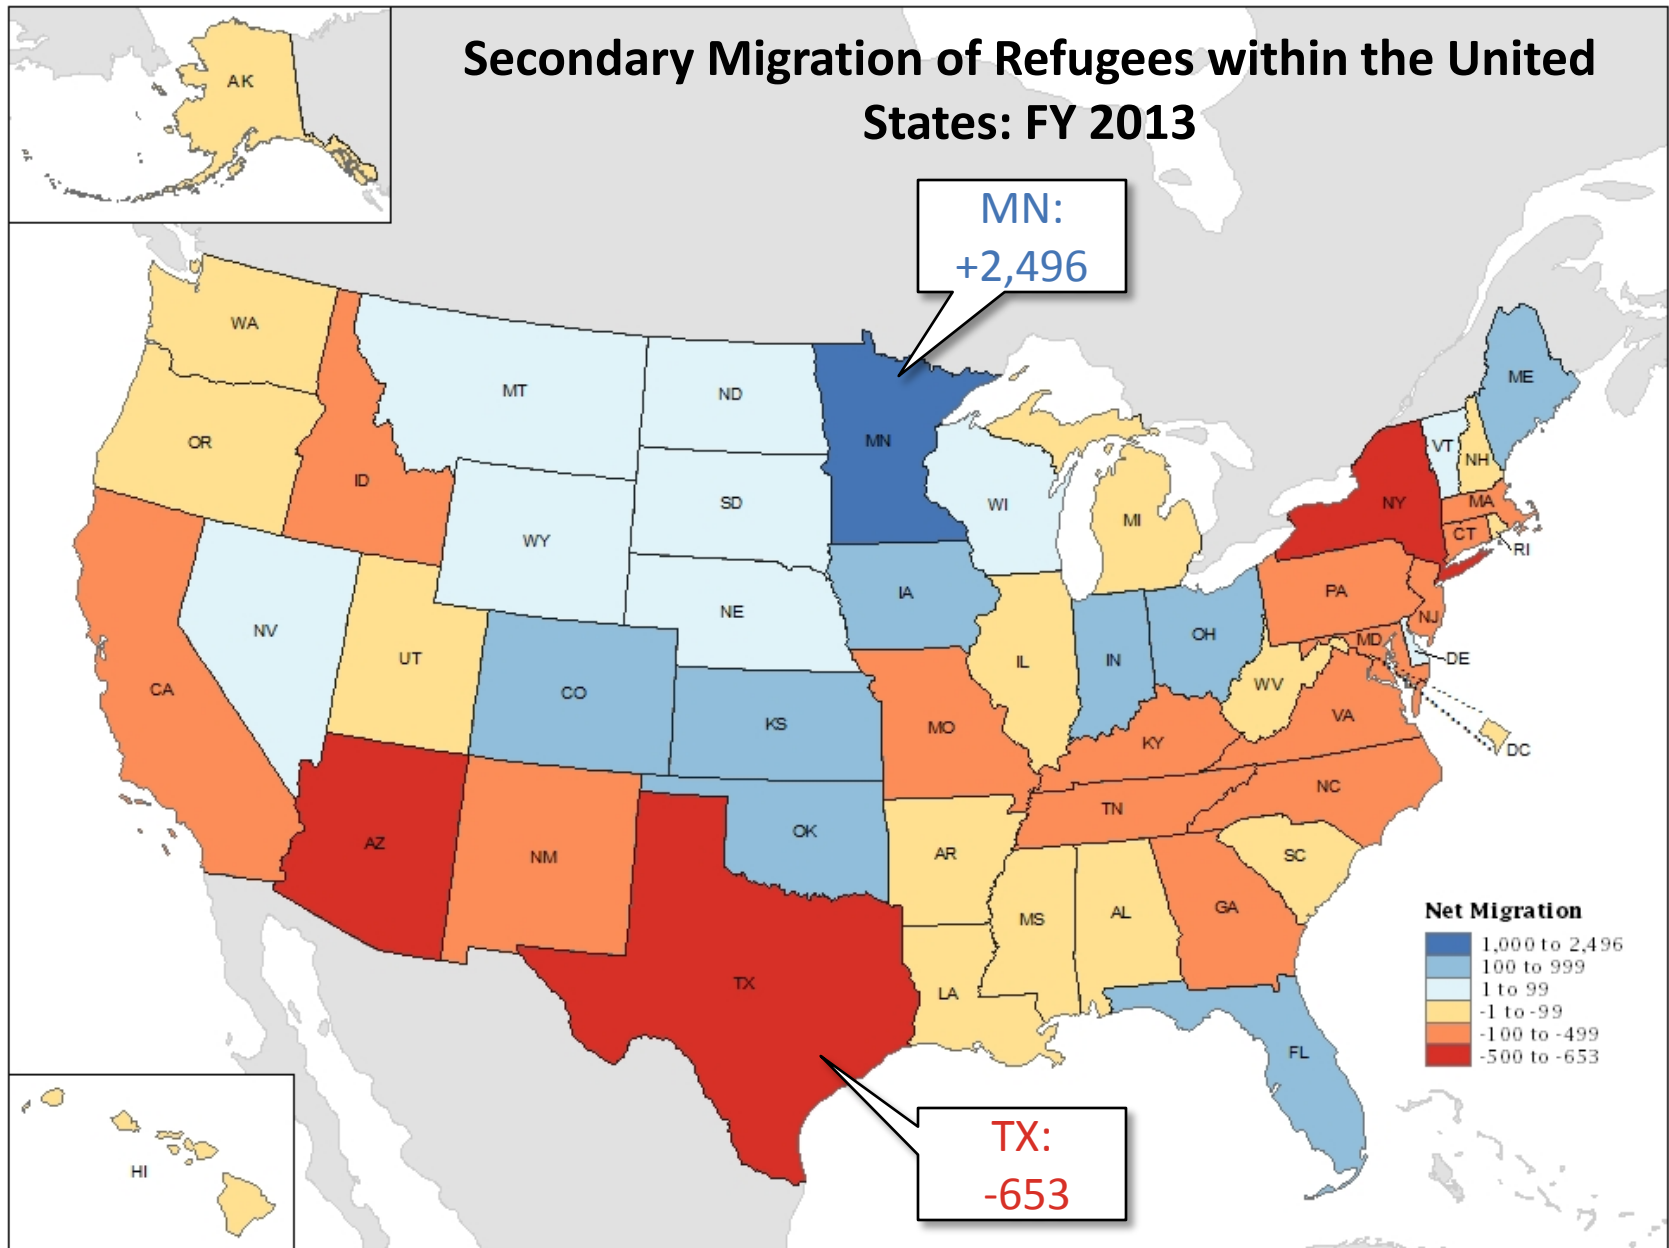 Secondary Migration of Refugees within the United
States: FY 2013
AK
MN:
+2,496
WA
MT
ND
ME
OR
MN
VT
NH
ID
SD
WI
NY
MA
MI
CT
WY
RI
IA
PA
NE
NJ
NV
OH
MD
UT
IL
IN
DE
CA
CO
WV
KS
MO
VA
KY
DC
NC
TN
OK
AZ
AR
NM
SC
MS
AL
GA
Net Migration
1,000 to 2,496
100 to 999
1 to 99
-1 to -99
-100 to -499
-500 to -653
TX
LA
FL
TX:
-653
HI